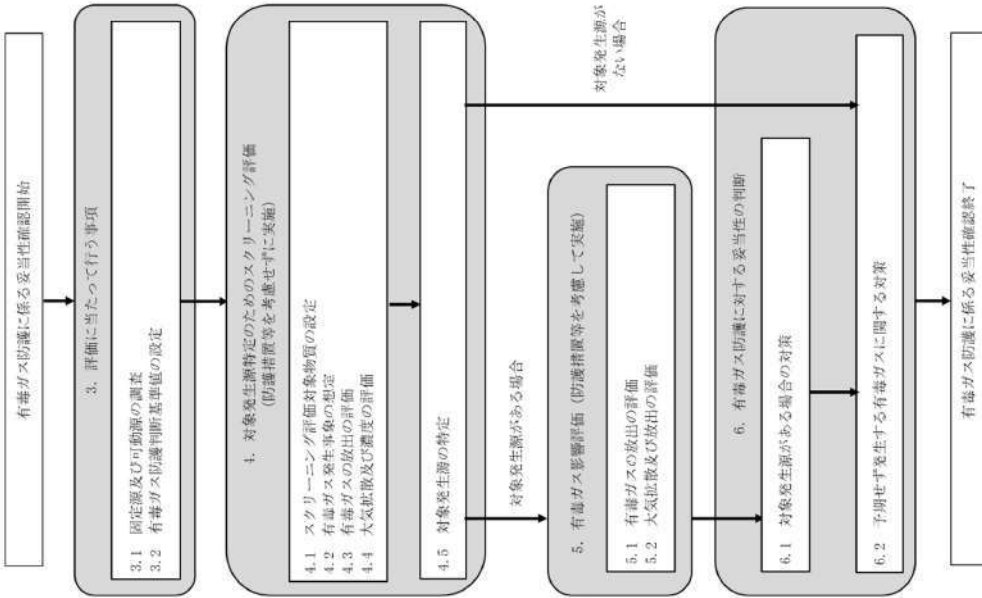 有毒ガス防護に係る妥当性確認開始
3. 評価に当たって行う事項
3.1 固定源及び可動源の調査
3.2 有毒ガス防護判断基準値の設定
4. 対象発生源特定のためのスクリーニング評価
(防護措置等を考慮せずに実施)
4.1 スクリーニング評価対象物質の設定
4.2 有毒ガス発生事象の想定
4.3 有毒ガスの放出の評価
4.4 大気拡散及び濃度の評価
4.5 対象発生源の特定
対象発生源がある場合
対象発生源が
ない場合
5. 有毒ガス影響評価(防護措置等を考慮して実施)
5.1 有毒ガスの放出の評価
5.2 大気拡散及び放出の評価
6. 有毒ガス防護に対する妥当性の判断
6.1 対象発生源がある場合の対策
6.2 予期せず発生する有毒ガスに関する対策
有毒ガス防護に係る妥当性確認終了